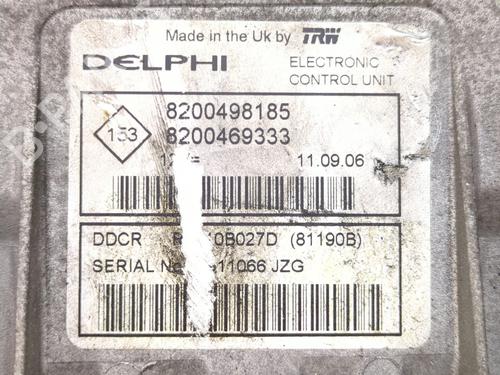 Made in the Uk by TRW
DELPHI
ELECTRONIC
CONTROL UNIT
153
8200498185
8200469333
11.09.06
DDCR 0B027D (81190B)
SERIAL No 11066 JZG